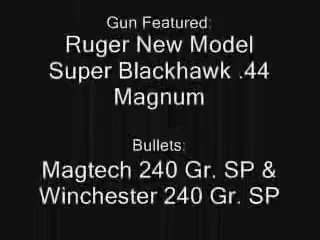 Gun Featured:
Ruger New Model
Super Blackhawk .44
Magnum
Bullets:
Magtech 240 Gr. SP &
Winchester 240 Gr. SP